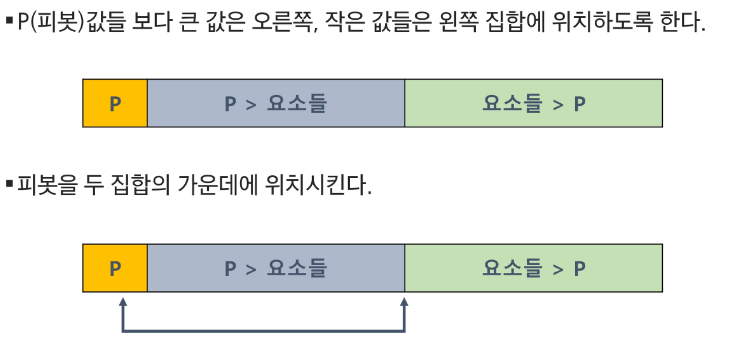 ▪P(피봇)값들 보다 큰 값은 오른쪽, 작은 값들은 왼쪽 집합에 위치하도록 한다.
P P > 요소들 요소들 > P
▪피봇을 두 집합의 가운데에 위치시킨다.
P P > 요소들 요소들 > P